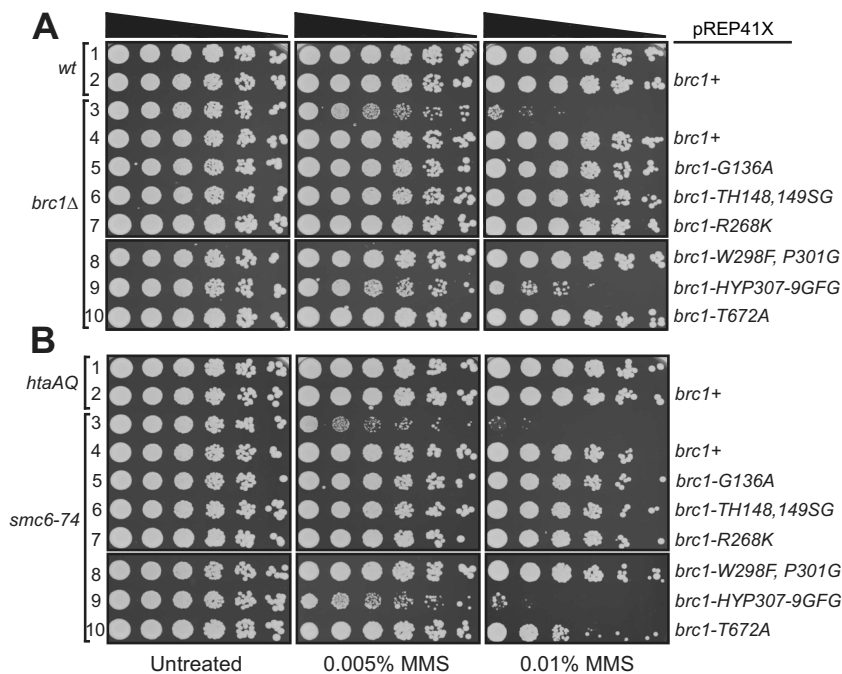 A
pREP41X
wt
1
2 brc1+
brc1Δ
3
4 brc1+
5 brc1-G136A
6 brc1-TH148,149SG
7 brc1-R268K
8 brc1-W298F, P301G
9 brc1-HYP307-9GFG
10 brc1-T672A
B
htaAQ
1
2 brc1+
smc6-74
3
4 brc1+
5 brc1-G136A
6 brc1-TH148,149SG
7 brc1-R268K
8 brc1-W298F, P301G
9 brc1-HYP307-9GFG
10 brc1-T672A
Untreated 0.005% MMS 0.01% MMS